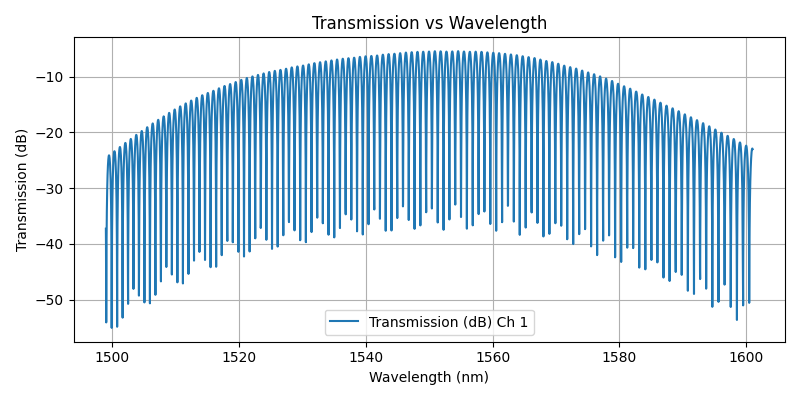 Transmission vs Wavelength
Transmission (dB)
−10
−20
−30
−40
−50
Transmission (dB) Ch 1
1500 1520 1540 1560 1580 1600
Wavelength (nm)